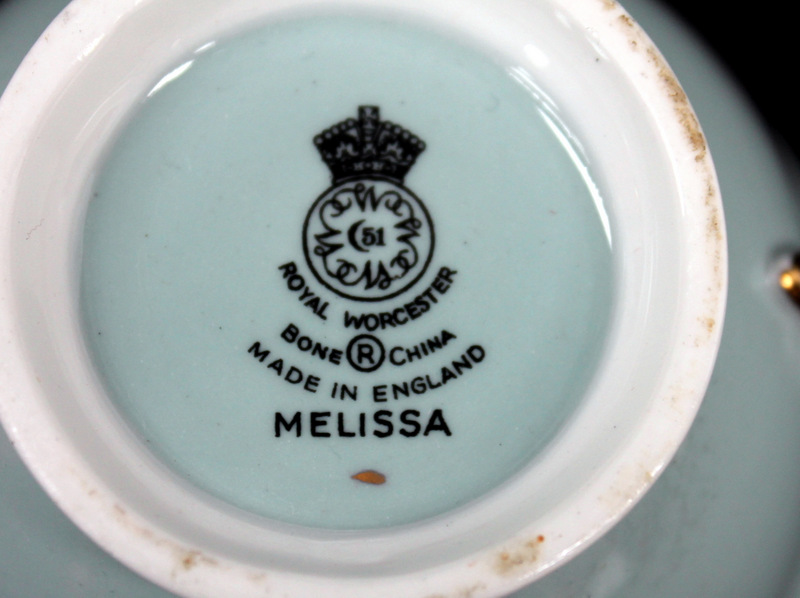 51
ROYAL WORCESTER
BONE ® CHINA
MADE IN ENGLAND
MELISSA